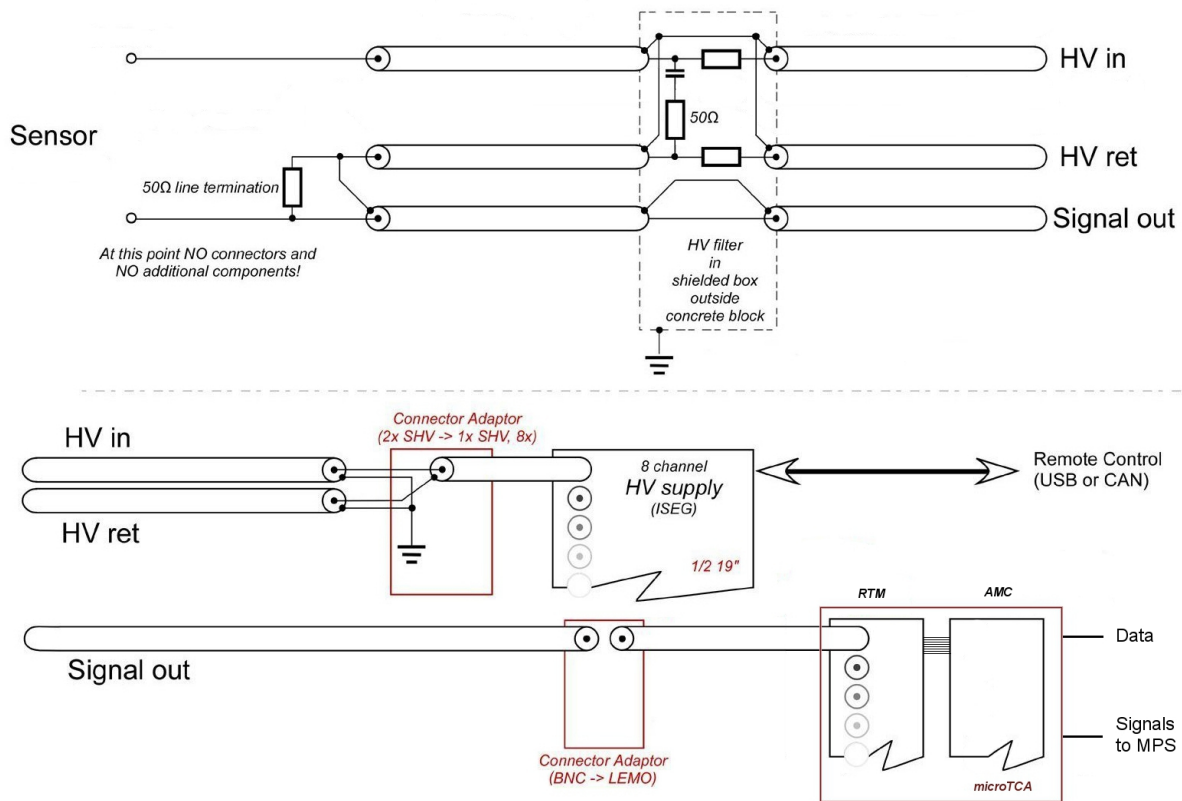 HV in
Sensor
50Ω
HV ret
50Ω line termination
Signal out
At this point NO connectors and
NO additional components!
HV filter
in
shielded box
outside
concrete block
Connector Adaptor
(2x SHV -> 1x SHV, 8x)
HV in
8 channel
HV supply
(ISEG)
Remote Control
(USB or CAN)
HV ret
1/2 19"
RTM
AMC
Data
Signal out
Signals
to MPS
Connector Adaptor
(BNC -> LEMO)
microTCA